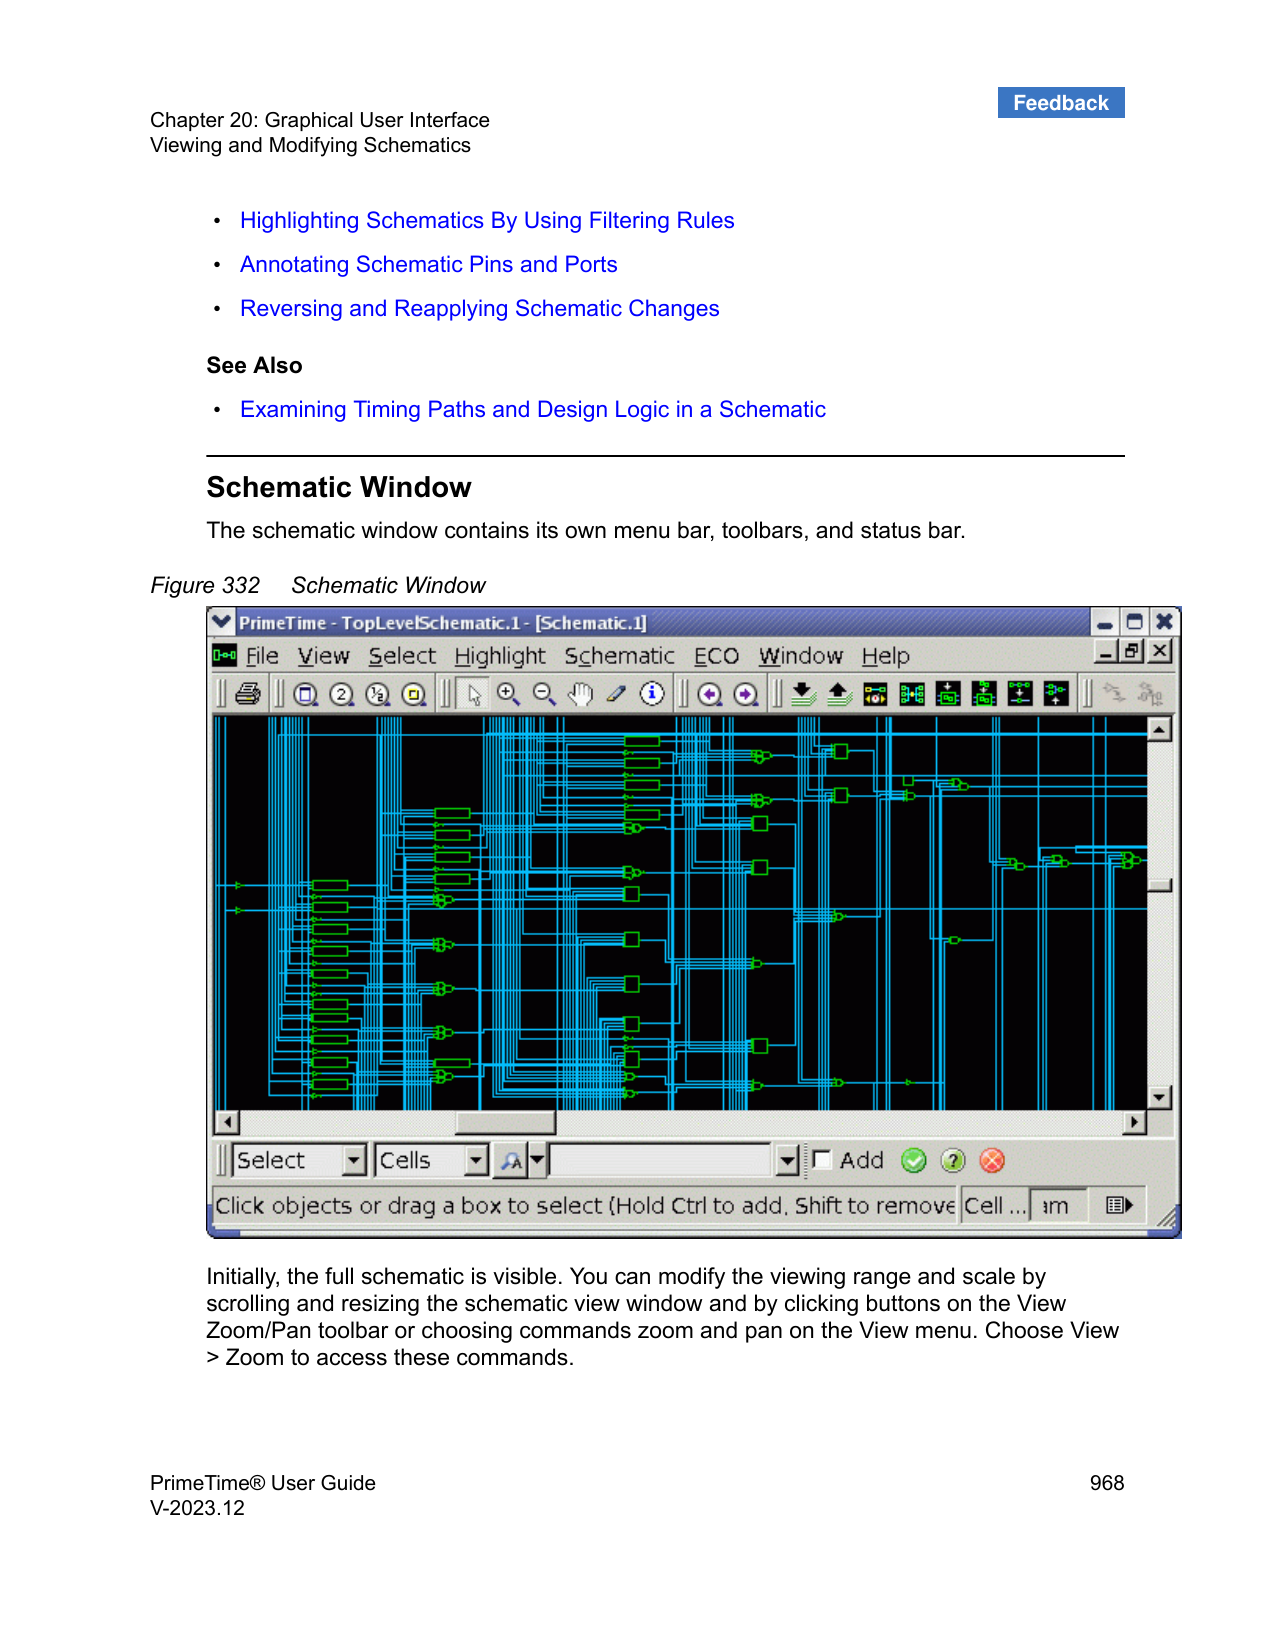 Feedback
Chapter 20: Graphical User Interface
Viewing and Modifying Schematics
• Highlighting Schematics By Using Filtering Rules
• Annotating Schematic Pins and Ports
• Reversing and Reapplying Schematic Changes
See Also
• Examining Timing Paths and Design Logic in a Schematic
Schematic Window
The schematic window contains its own menu bar, toolbars, and status bar.
Figure 332 Schematic Window
PrimeTime - TopLevelSchematic.1 - [Schematic.1]
File View Select Highlight Schematic ECO Window Help
2 ½
Select Cells A Add ?
Click objects or drag a box to select (Hold Ctrl to add, Shift to remove Cell ...
Initially, the full schematic is visible. You can modify the viewing range and scale by
scrolling and resizing the schematic view window and by clicking buttons on the View
Zoom/Pan toolbar or choosing commands zoom and pan on the View menu. Choose View
> Zoom to access these commands.
PrimeTime® User Guide 968
V-2023.12